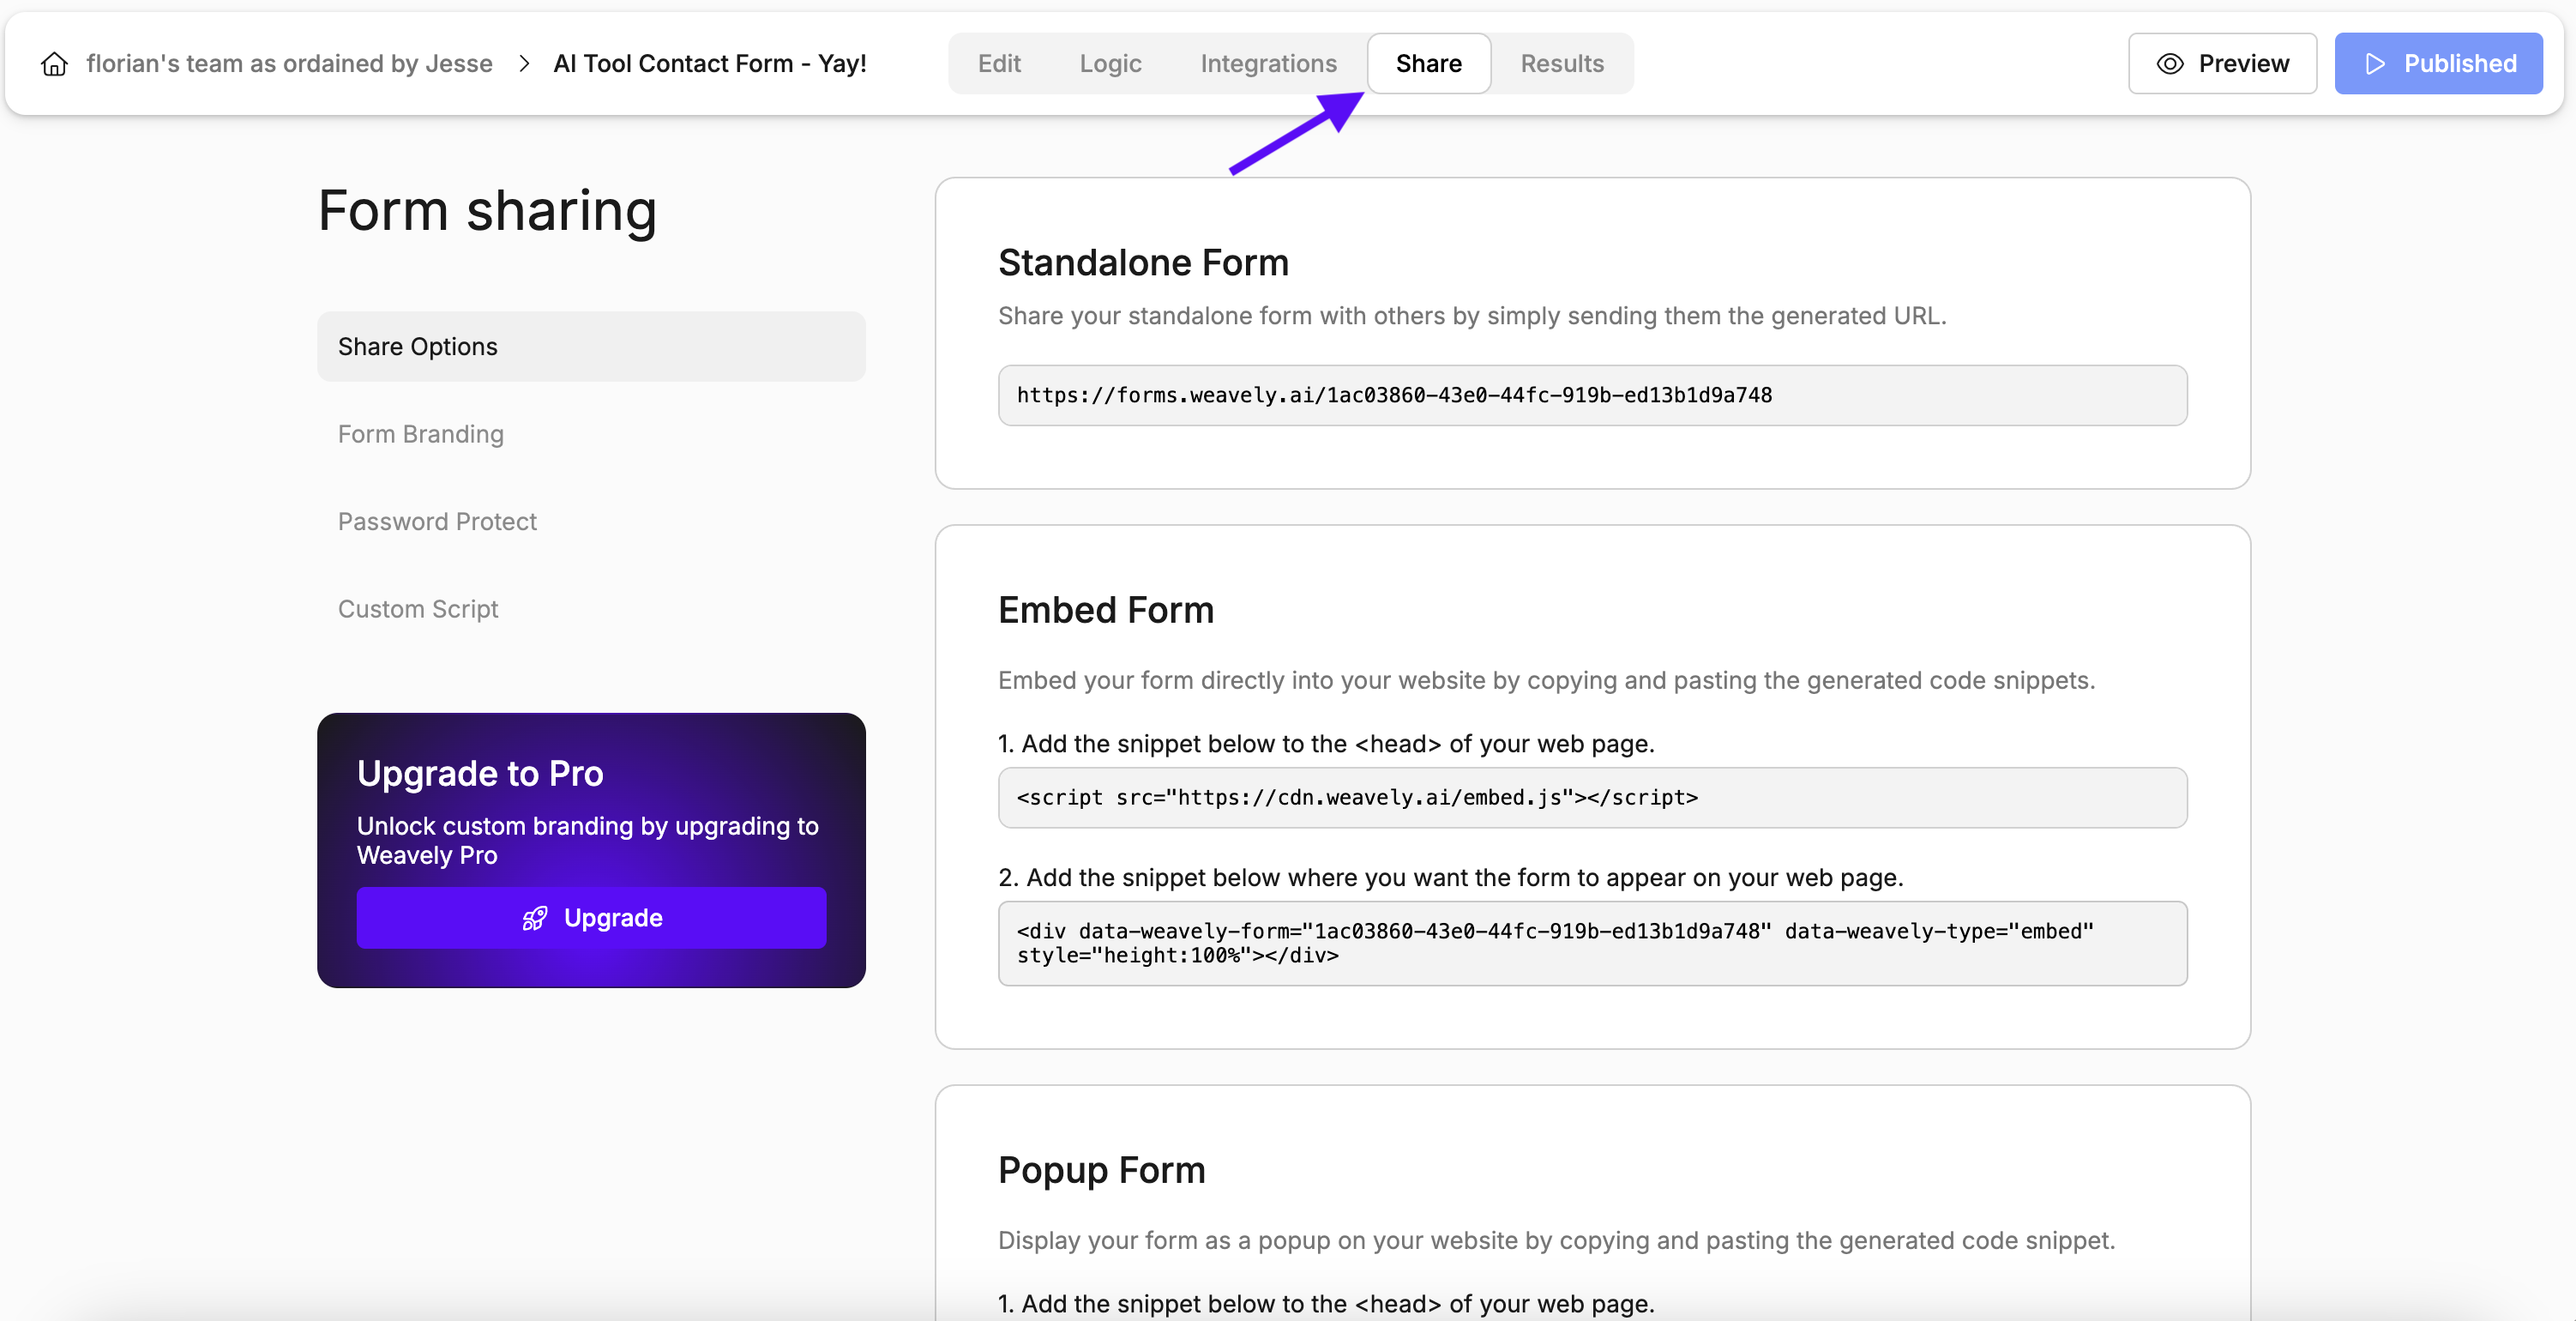 florian's team as ordained by Jesse > AI Tool Contact Form - Yay!
Edit
Logic
Integrations
Share
Results
Preview
Published
Form sharing
Share Options
Form Branding
Password Protect
Custom Script
Upgrade to Pro
Unlock custom branding by upgrading to
Weavely Pro
Upgrade
Standalone Form
Share your standalone form with others by simply sending them the generated URL.
https://forms.weavely.ai/1ac03860-43e0-44fc-919b-ed13b1d9a748
Embed Form
Embed your form directly into your website by copying and pasting the generated code snippets.
1. Add the snippet below to the <head> of your web page.
<script src="https://cdn.weavely.ai/embed.js"></script>
2. Add the snippet below where you want the form to appear on your web page.
<div data-weavely-form="1ac03860-43e0-44fc-919b-ed13b1d9a748" data-weavely-type="embed"
style="height:100%"></div>
Popup Form
Display your form as a popup on your website by copying and pasting the generated code snippet.
1. Add the snippet below to the <head> of your web page.